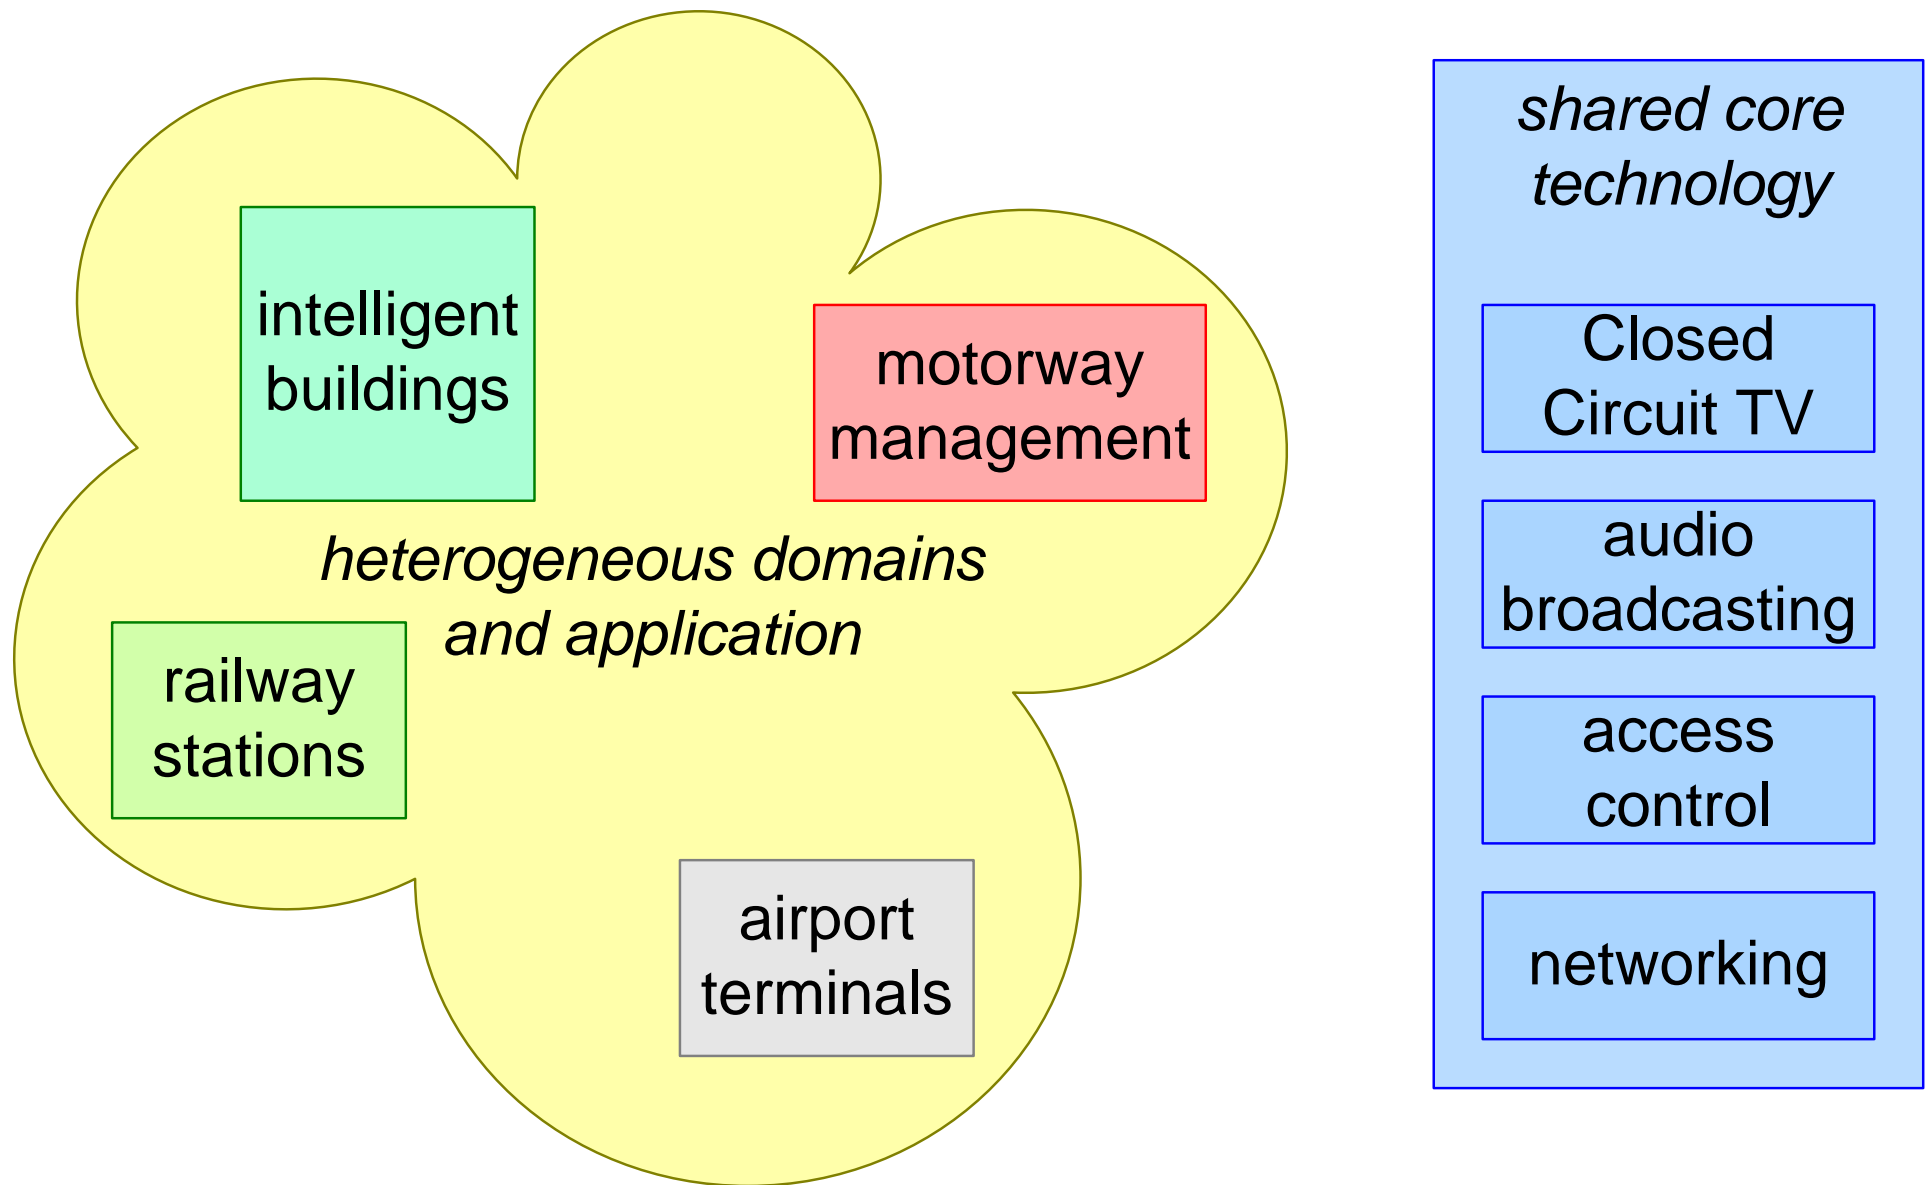 intelligent
buildings
motorway
management
heterogeneous domains
and application
railway
stations
airport
terminals
shared core
technology
Closed
Circuit TV
audio
broadcasting
access
control
networking